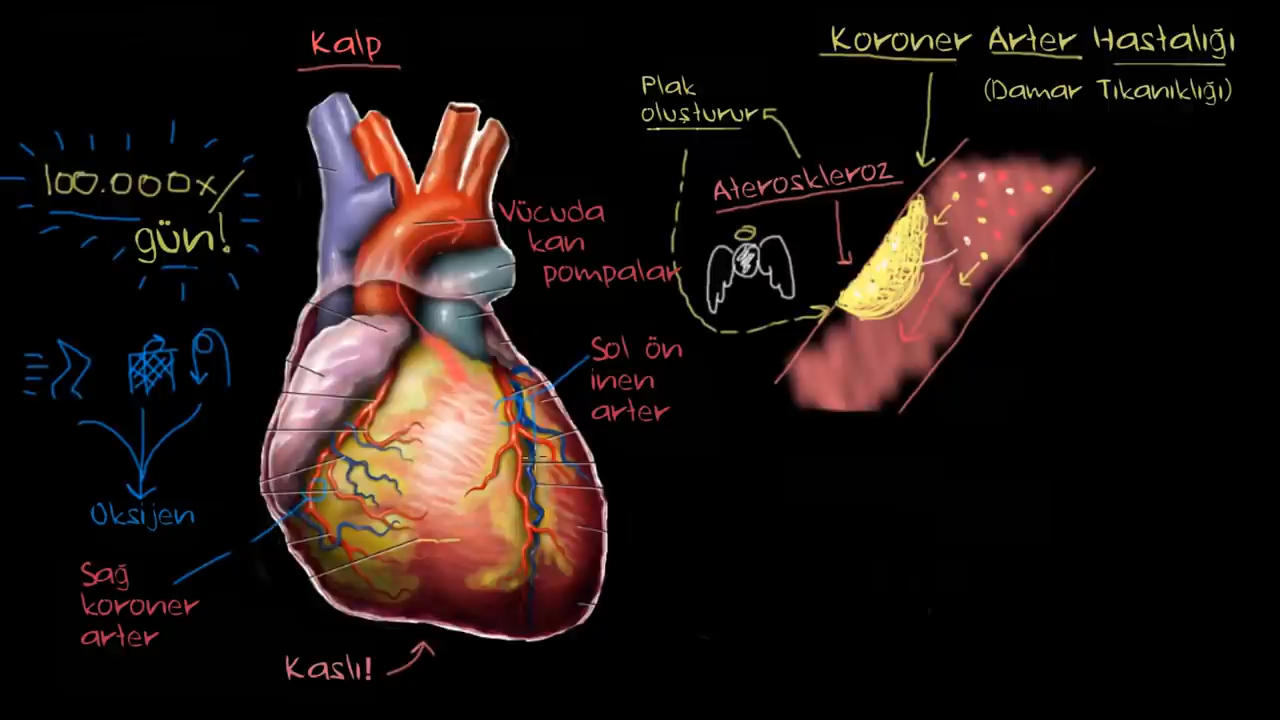 Kalp
Koroner Arter Hastalığı
(Damar Tıkanıklığı)
Plak
oluşturur
Ateroskleroz
100.000x/
gün!
Vücuda
kan
pompalar
Sol ön
inen
arter
Oksijen
Sağ
koroner
arter
Kaslı!